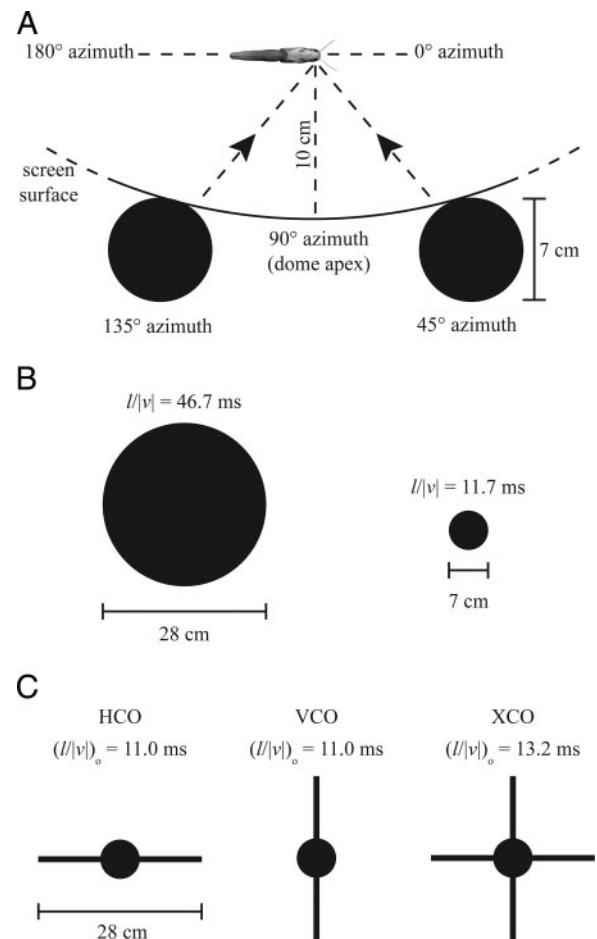 A
180° azimuth
0° azimuth
10 cm
screen
surface
90° azimuth
(dome apex)
7 cm
135° azimuth
45° azimuth
B
l/|v| = 46.7 ms
l/|v| = 11.7 ms
28 cm
7 cm
C
HCO
VCO
XCO
(l/|v|)o = 11.0 ms
(l/|v|)o = 11.0 ms
(l/|v|)o = 13.2 ms
28 cm